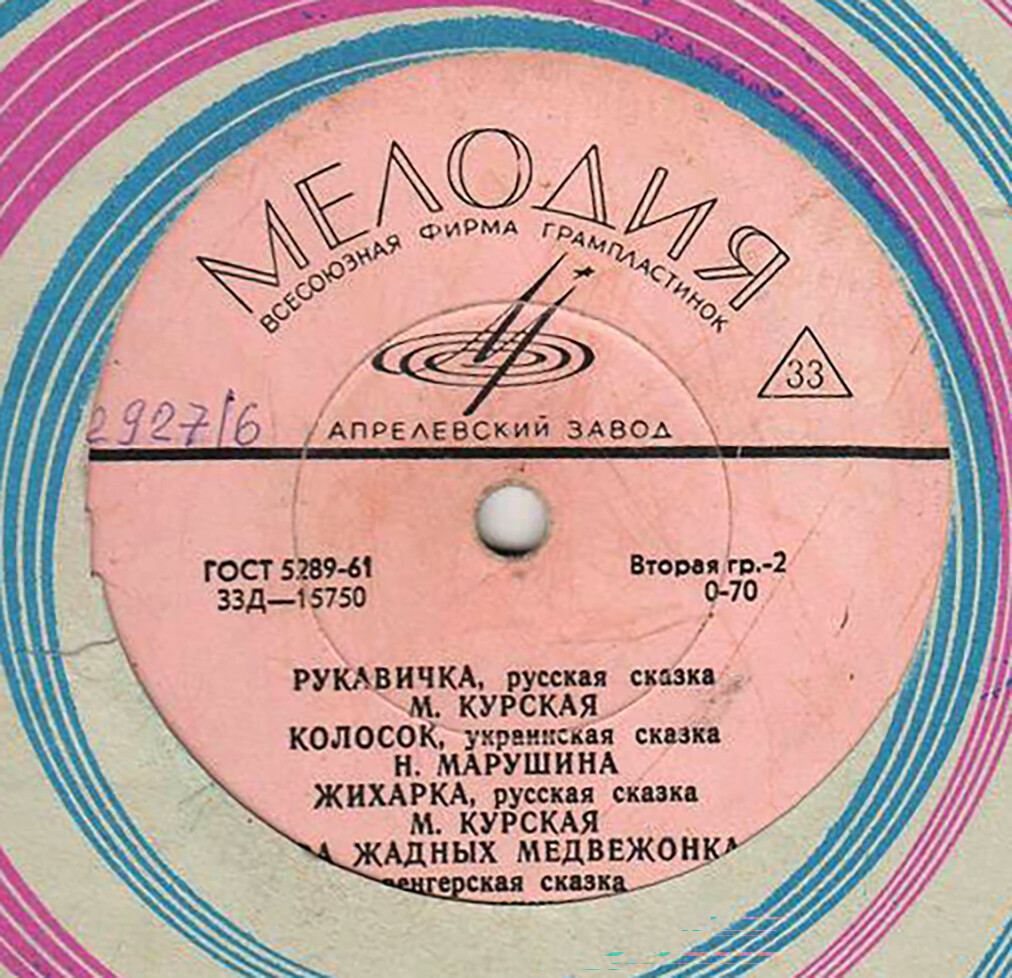 МЕЛОДИЯ
ВСЕСОЮЗНАЯ ФИРМА ГРАМПЛАСТИНОК
33
2927/6
АПРЕЛЕВСКИЙ ЗАВОД
ГОСТ 5289-61
Вторая гр.-2
33Д—15750
0-70
РУКАВИЧКА, русская сказка
М. КУРСКАЯ
КОЛОСОК, украинская сказка
Н. МАРУШИНА
ЖИХАРКА, русская сказка
М. КУРСКАЯ
ЖАДНЫХ МЕДВЕЖОНКА
венгерская сказка